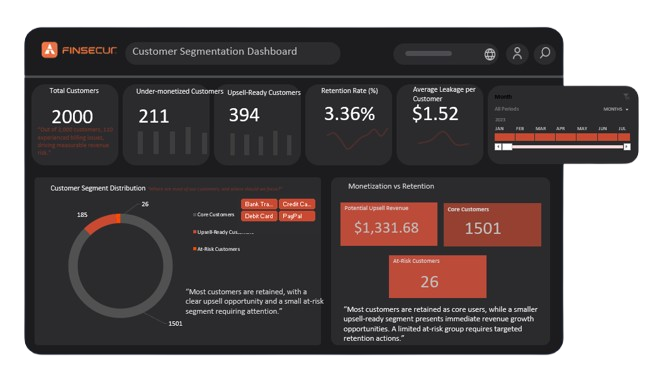 FINSECUR
Customer Segmentation Dashboard
Total Customers
2000
"Out of 2,000 customers,
experiences billing issues,
driving measurable revenue
risk."
Under-monetized Customers
211
Upsell-Ready Customers
394
Retention Rate (%)
3.36%
Average Leakage per
Customer
$1.52
Month
All Periods
MONTHS
2023
JAN FEB MAR APR MAY JUN JUL
Customer Segment Distribution
Bank Tra... Credit Ca...
Debit Card PayPal
26
185
1501
Core Customers
Upsell-Ready Cus...
At-Risk Customers
"Most customers are retained, with a
clear upsell opportunity and a small at-risk
segment requiring attention."
Monetization vs Retention
Potential Upsell Revenue
$1,331.68
Core Customers
1501
At-Risk Customers
26
"Most customers are retained as core users, while a smaller
upsell-ready segment presents immediate revenue growth
opportunities. A limited at-risk group requires targeted
retention actions."